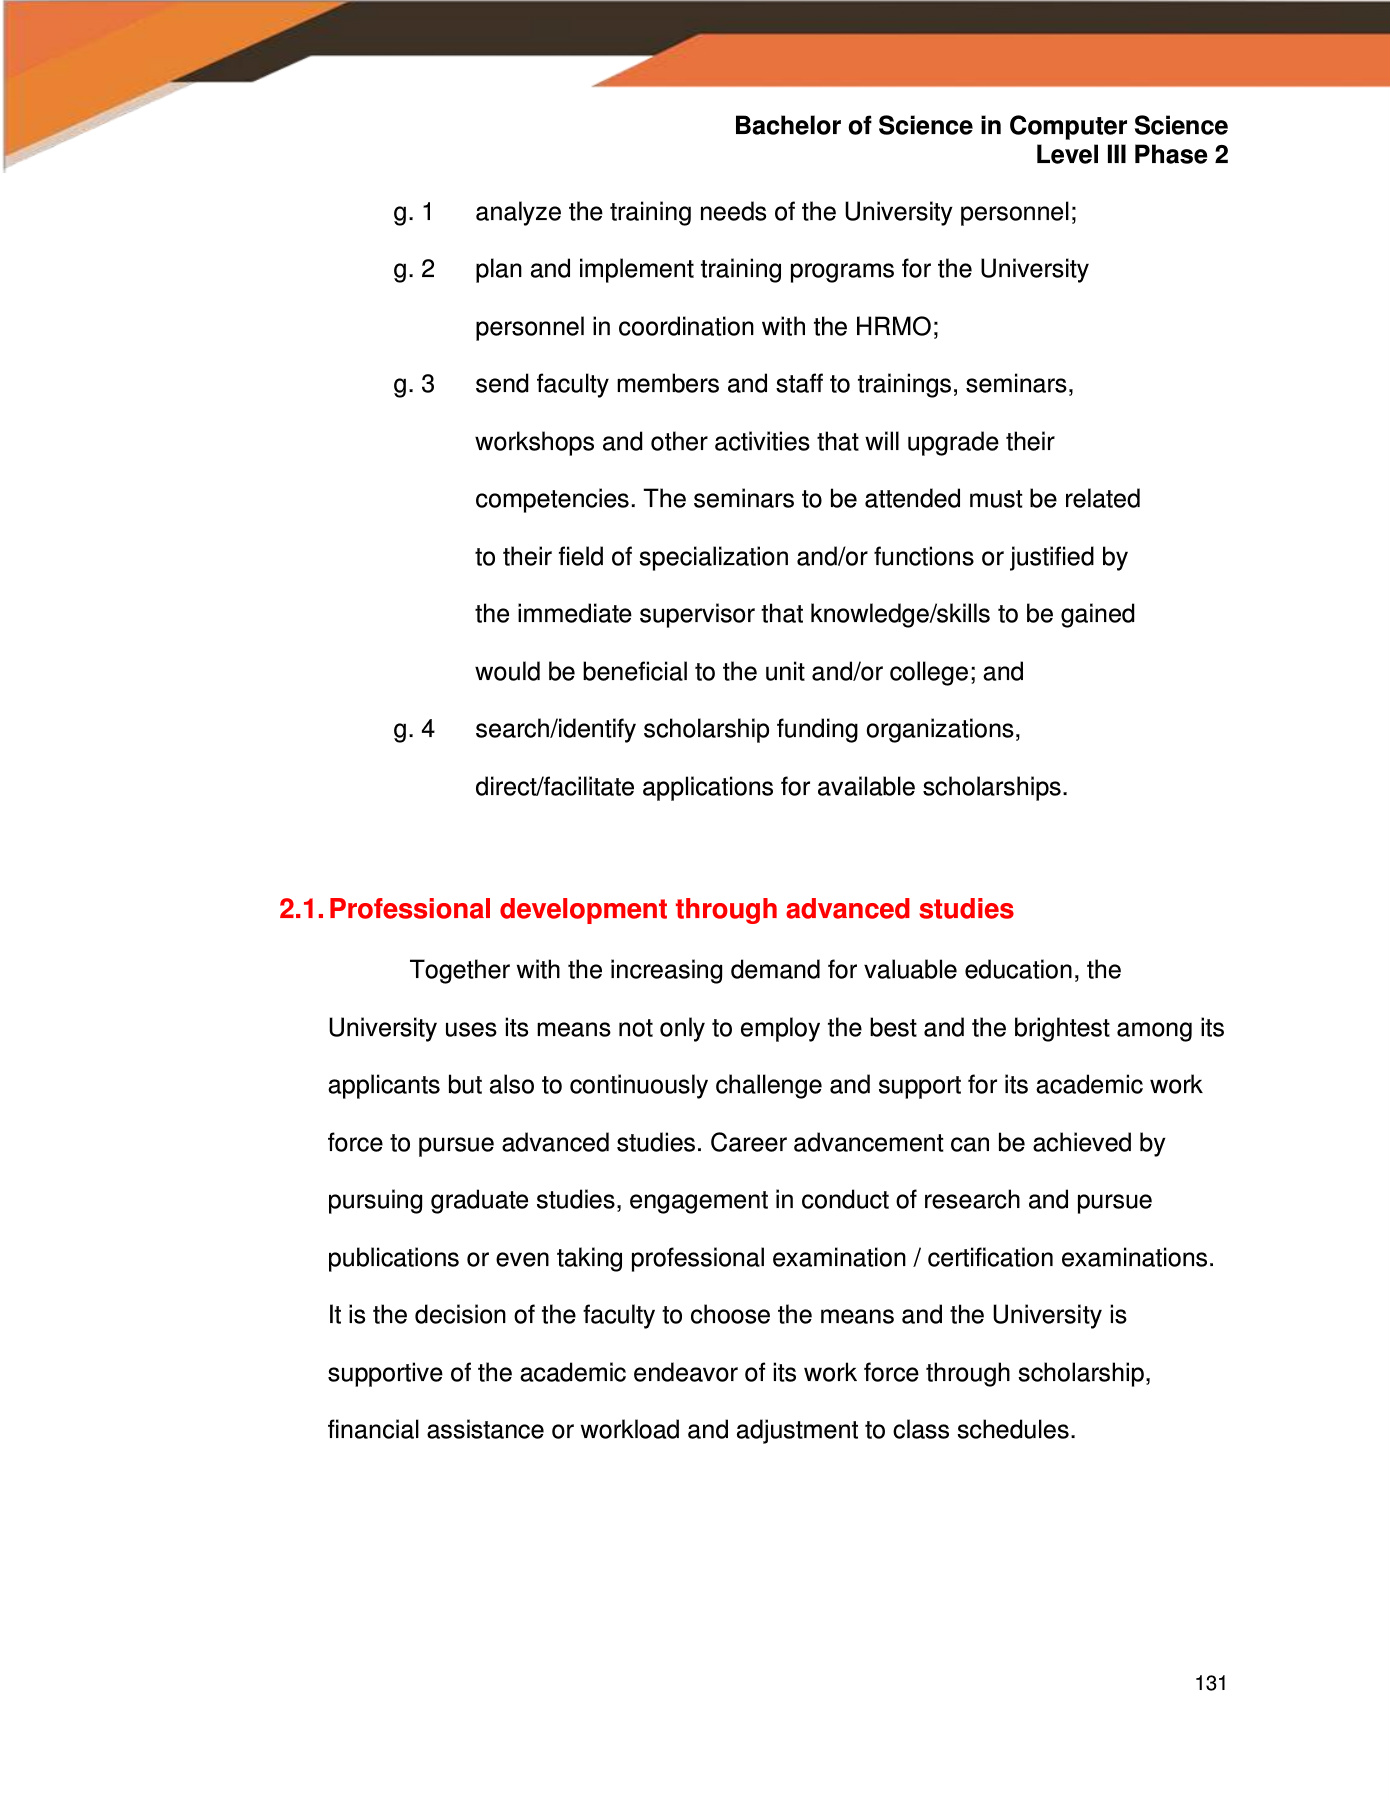 Bachelor of Science in Computer Science
Level III Phase 2
g. 1 analyze the training needs of the University personnel;
g. 2 plan and implement training programs for the University
personnel in coordination with the HRMO;
g. 3 send faculty members and staff to trainings, seminars,
workshops and other activities that will upgrade their
competencies. The seminars to be attended must be related
to their field of specialization and/or functions or justified by
the immediate supervisor that knowledge/skills to be gained
would be beneficial to the unit and/or college; and
g. 4 search/identify scholarship funding organizations,
direct/facilitate applications for available scholarships.
2.1. Professional development through advanced studies
Together with the increasing demand for valuable education, the
University uses its means not only to employ the best and the brightest among its
applicants but also to continuously challenge and support for its academic work
force to pursue advanced studies. Career advancement can be achieved by
pursuing graduate studies, engagement in conduct of research and pursue
publications or even taking professional examination / certification examinations.
It is the decision of the faculty to choose the means and the University is
supportive of the academic endeavor of its work force through scholarship,
financial assistance or workload and adjustment to class schedules.
131